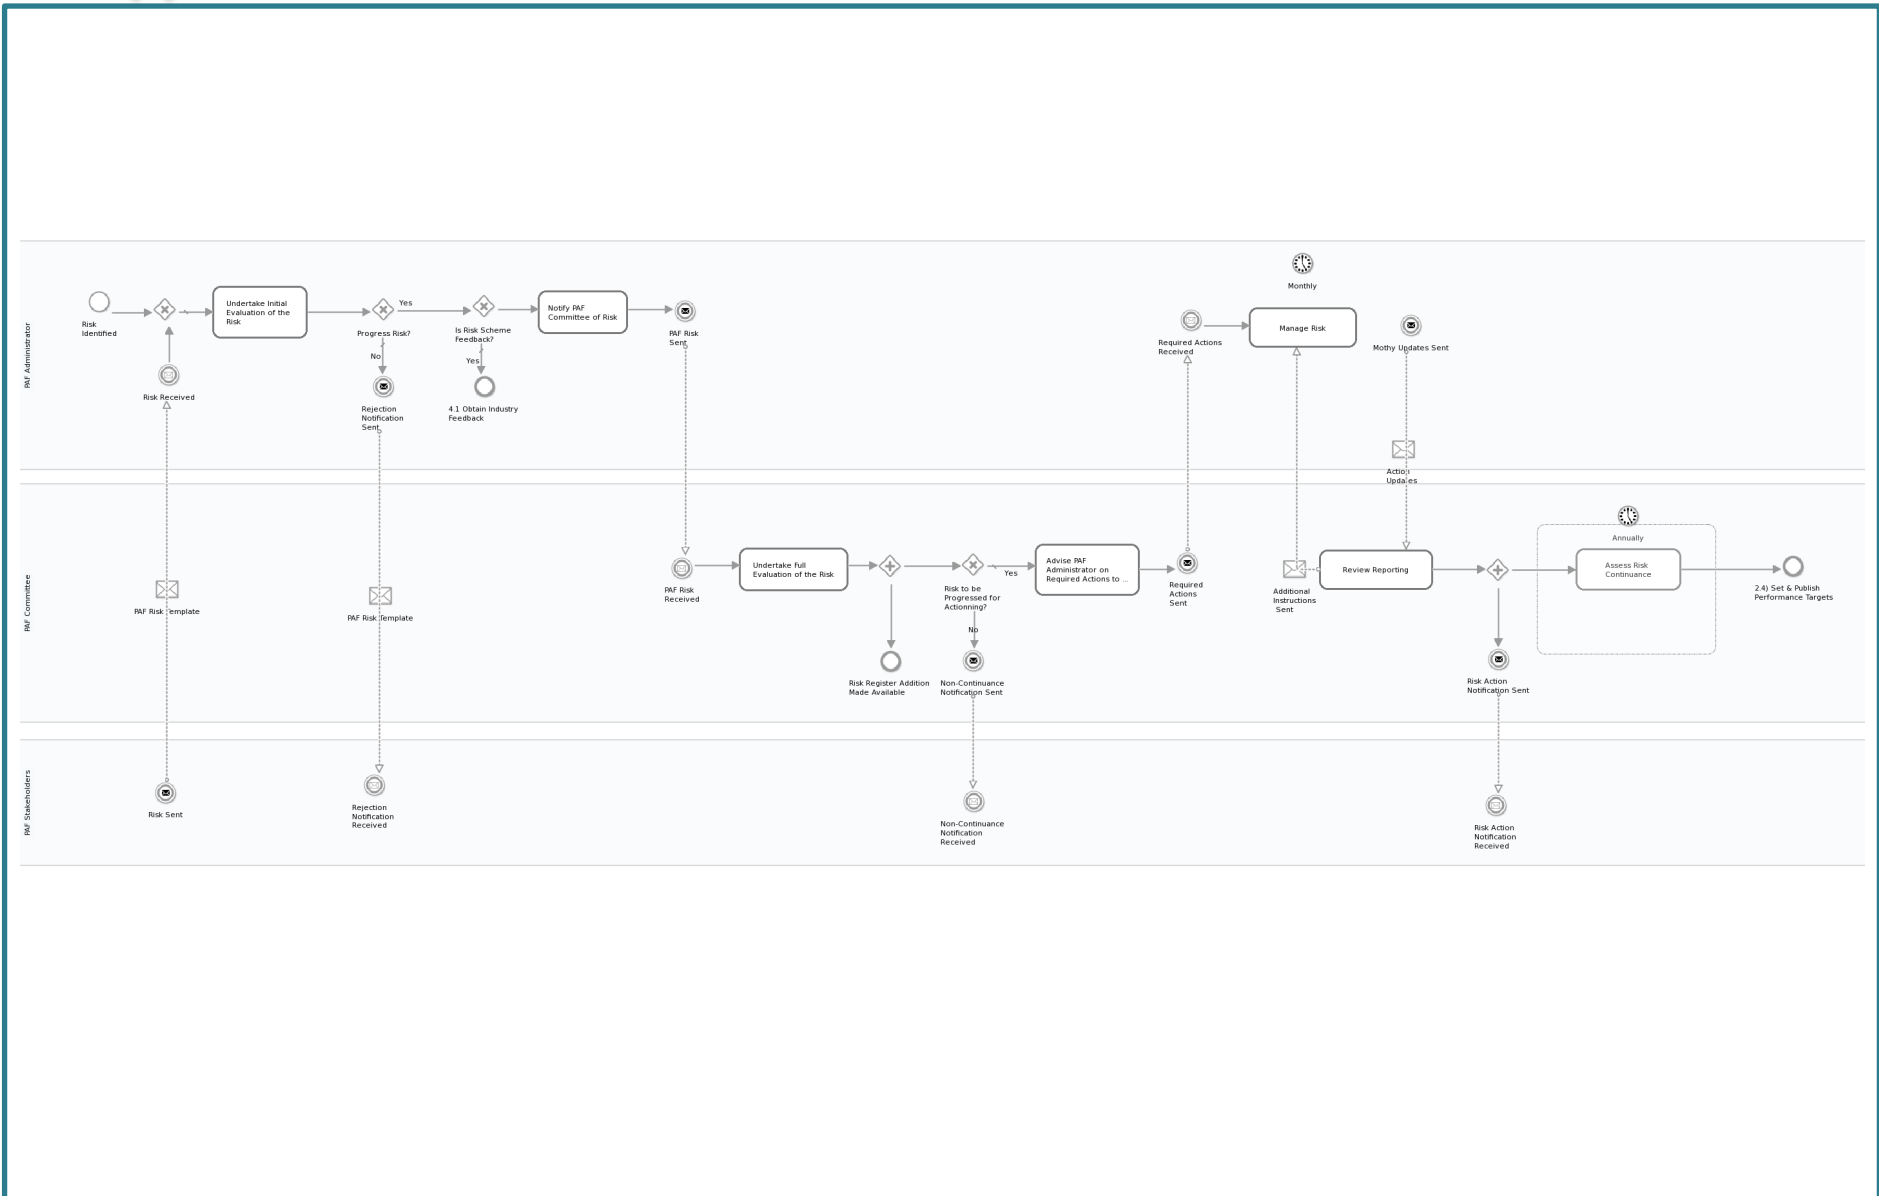 PAF Administrator
Risk
Identified
Risk Received
Undertake Initial
Evaluation of the
Risk
Progress Risk?
Yes
No
Rejection
Notification
Sent
Is Risk Scheme
Feedback?
Yes
4.1 Obtain Industry
Feedback
Notify PAF
Committee of Risk
PAF Risk
Sent
Required Actions
Received
Monthly
Manage Risk
Mothy Updates Sent
Action
Updates
PAF Committee
PAF Risk Template
PAF Risk Template
PAF Risk
Received
Undertake Full
Evaluation of the Risk
Risk Register Addition
Made Available
Risk to be
Progressed for
Actionning?
Yes
No
Non-Continuance
Notification Sent
Advise PAF
Administrator on
Required Actions to ...
Required
Actions
Sent
Additional
Instructions
Sent
Review Reporting
Risk Action
Notification Sent
Annually
Assess Risk
Continuance
2.4) Set & Publish
Performance Targets
PAF Stakeholders
Risk Sent
Rejection
Notification
Received
Non-Continuance
Notification
Received
Risk Action
Notification
Received